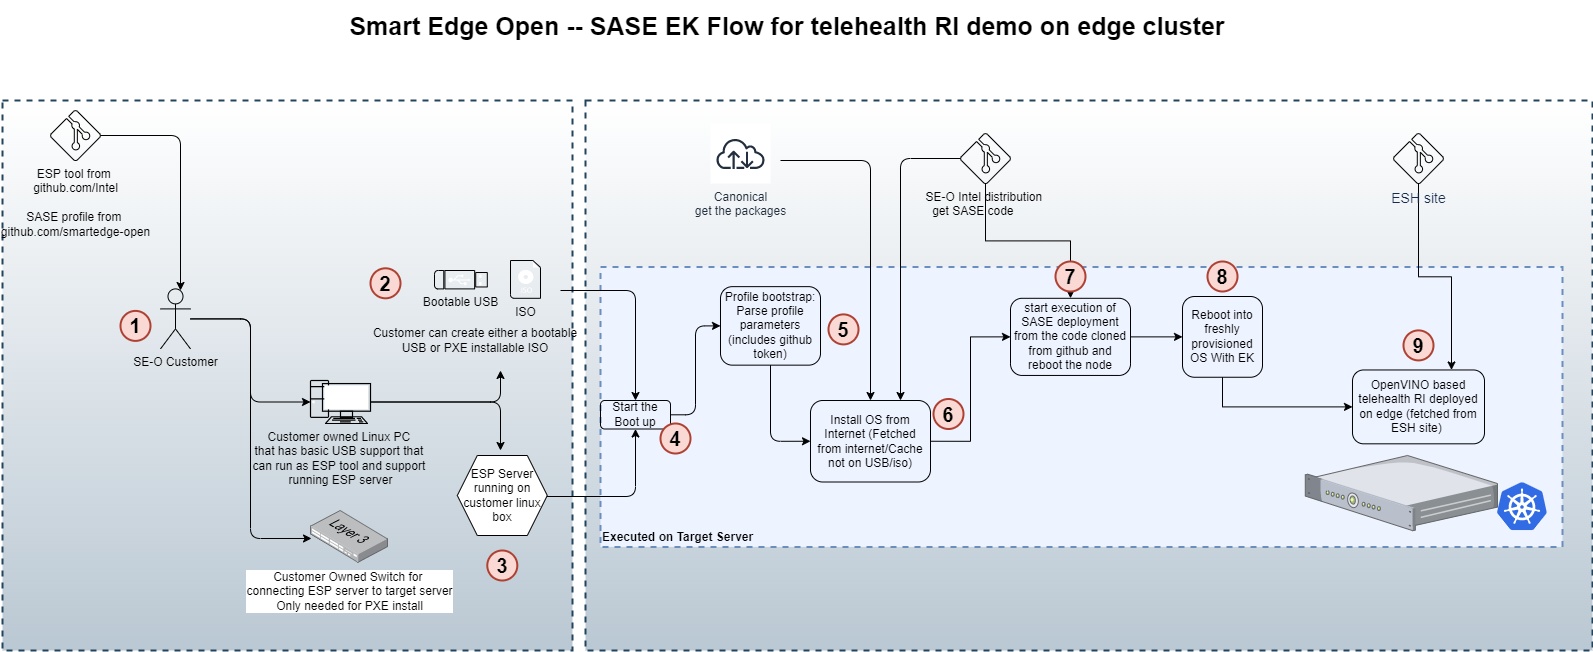 Smart Edge Open -- SASE EK Flow for telehealth RI demo on edge cluster
ESP tool from
github.com/Intel
SASE profile from
github.com/smartedge-open
1
SE-O Customer
2
Bootable USB
ISO
ISO
Customer can create either a bootable
USB or PXE installable ISO
Customer owned Linux PC
that has basic USB support that
can run as ESP tool and support
running ESP server
Layer 3
Customer Owned Switch for
connecting ESP server to target server
Only needed for PXE install
ESP Server
running on
customer linux
box
3
Canonical
get the packages
SE-O Intel distribution
get SASE code
ESH site
Start the
Boot up
4
Profile bootstrap:
Parse profile
parameters
(includes github
token)
5
Install OS from
Internet (Fetched
from internet/Cache
not on USB/iso)
6
7
start execution of
SASE deployment
from the code cloned
from github and
reboot the node
8
Reboot into
freshly
provisioned
OS With EK
9
OpenVINO based
telehealth RI deployed
on edge (fetched from
ESH site)
Executed on Target Server